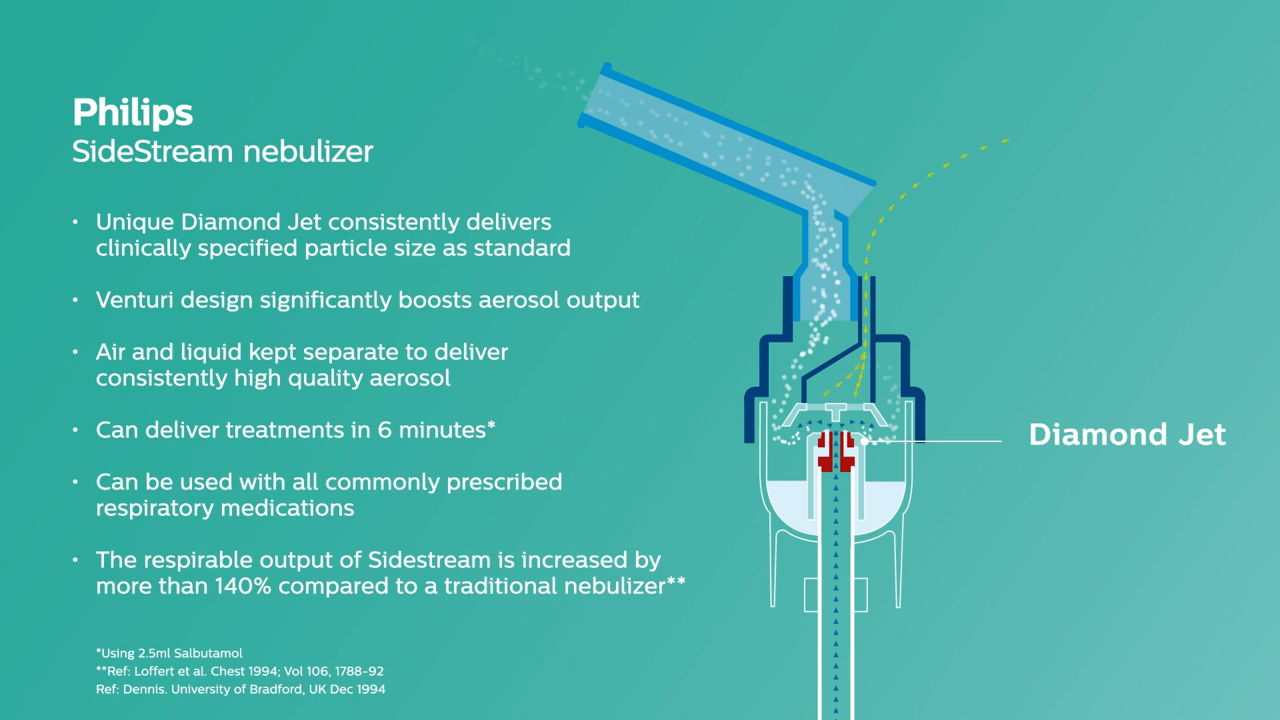 Philips
SideStream nebulizer
• Unique Diamond Jet consistently delivers
clinically specified particle size as standard
• Venturi design significantly boosts aerosol output
• Air and liquid kept separate to deliver
consistently high quality aerosol
• Can deliver treatments in 6 minutes*
• Can be used with all commonly prescribed
respiratory medications
• The respirable output of Sidestream is increased by
more than 140% compared to a traditional nebulizer**
*Using 2.5ml Salbutamol
**Ref: Loffert et al. Chest 1994; Vol 106, 1788-92
Ref: Dennis. University of Bradford, UK Dec 1994
Diamond Jet